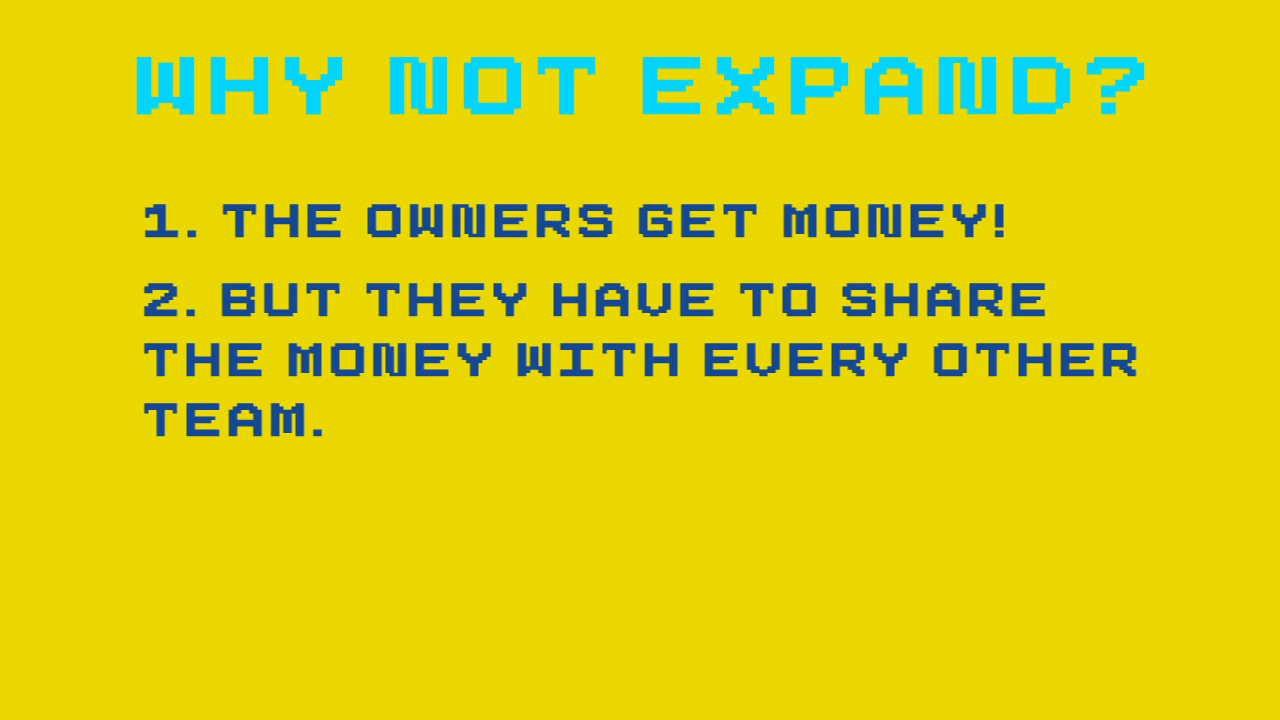 WHY NOT EXPAND?
1. THE OWNERS GET MONEY!
2. BUT THEY HAVE TO SHARE
THE MONEY WITH EVERY OTHER
TEAM.